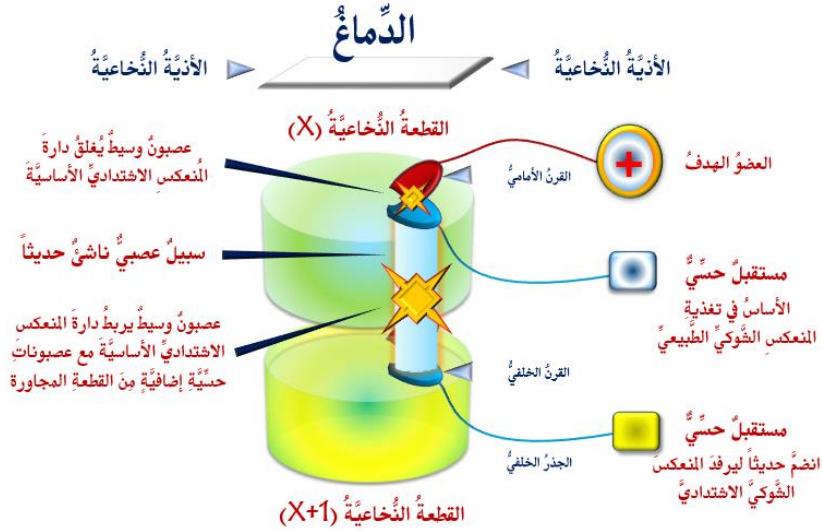 الدِّماغُ
الأذيَّةُ النُّخاعيَّةُ
الأذيَّةُ النُّخاعيَّةُ
القطعةُ النُّخاعيَّةُ (X)
العضوُ الهدفُ
القرنُ الأماميُّ
عصبونٌ وسيطٌ يُغلقُ دارةَ
المُنعكسِ الاشتداديِّ الأساسيَّةَ
سبيلٌ عصبيٌّ ناشئٌ حديثاً
مستقبلٌ حسِّيٌّ
الأساسُ في تغذيةِ
المنعكسِ الشَّوكيِّ الطَّبيعيِّ
عصبونٌ وسيطٌ يربطُ دارةَ المنعكس
الاشتداديِّ الأساسيَّةَ مع عصبوناتٍ
حسِّيَّةٍ إضافيَّةٍ مِنَ القطعةِ المجاورة
القرنُ الخلفيُّ
مستقبلٌ حسِّيٌّ
انضمَّ حديثاً ليرفدَ المنعكسَ
الشَّوكيَّ الاشتداديَّ
الجذرُ الخلفيُّ
القطعةُ النُّخاعيَّةُ (X+1)